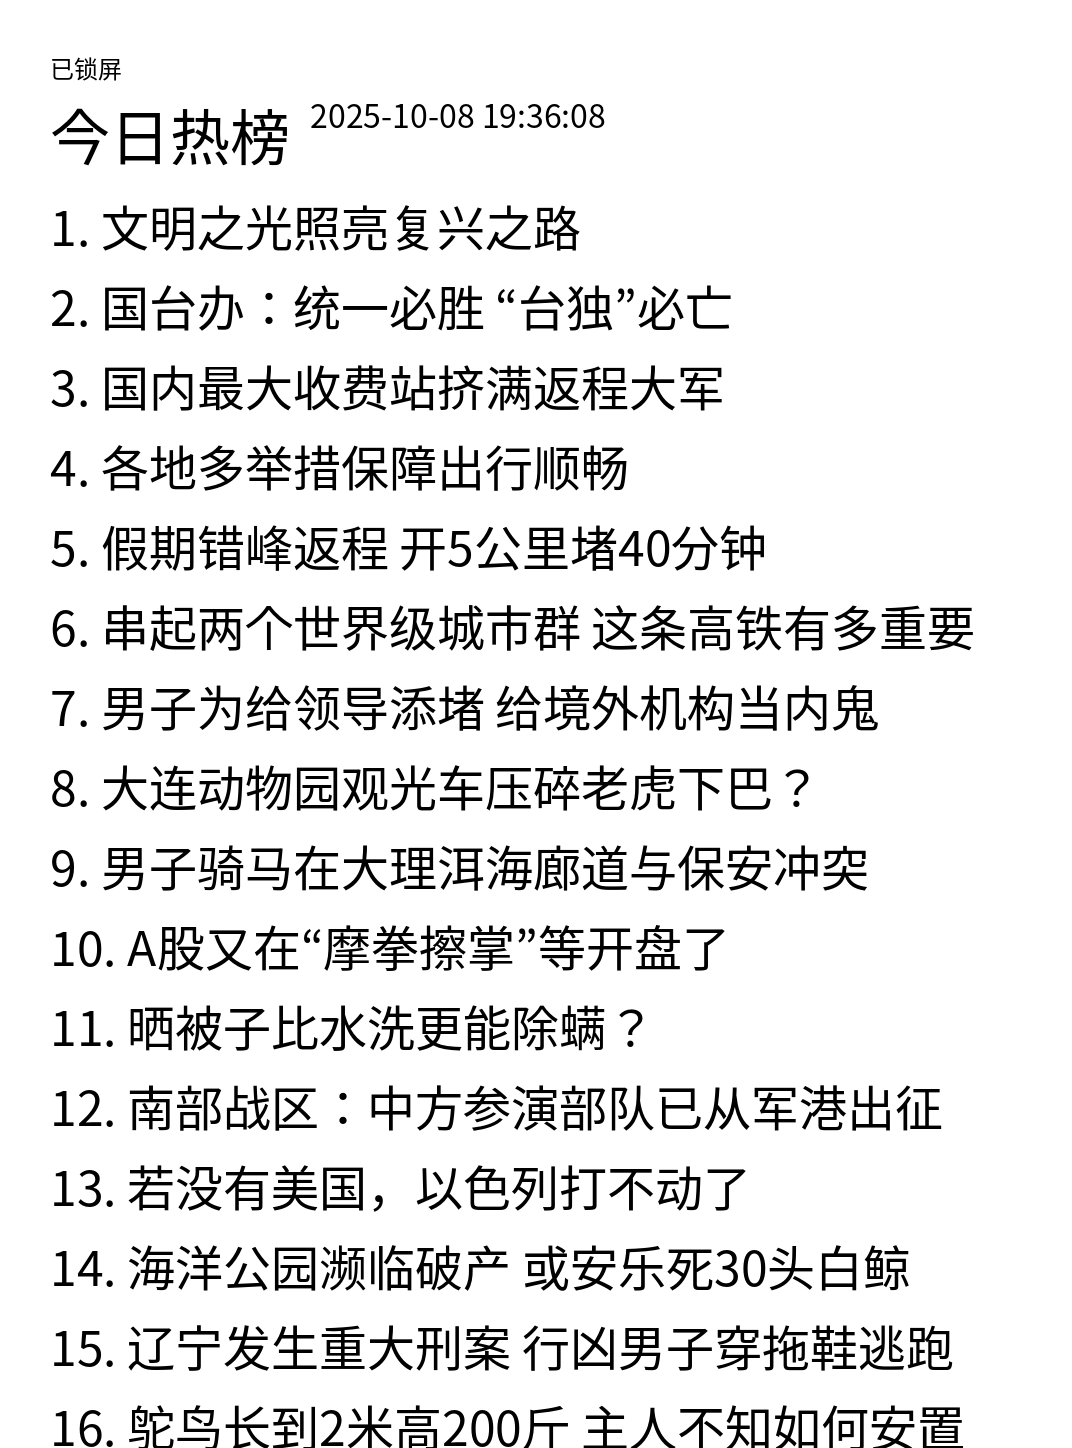 已锁屏
今日热榜 2025-10-08 19:36:08
1. 文明之光照亮复兴之路
2. 国台办：统一必胜 “台独”必亡
3. 国内最大收费站挤满返程大军
4. 各地多举措保障出行顺畅
5. 假期错峰返程 开5公里堵40分钟
6. 串起两个世界级城市群 这条高铁有多重要
7. 男子为给领导添堵 给境外机构当内鬼
8. 大连动物园观光车压碎老虎下巴？
9. 男子骑马在大理洱海廊道与保安冲突
10. A股又在“摩拳擦掌”等开盘了
11. 晒被子比水洗更能除螨？
12. 南部战区：中方参演部队已从军港出征
13. 若没有美国，以色列打不动了
14. 海洋公园濒临破产 或安乐死30头白鲸
15. 辽宁发生重大刑案 行凶男子穿拖鞋逃跑
16. 鸵鸟长到2米高200斤 主人不知如何安置